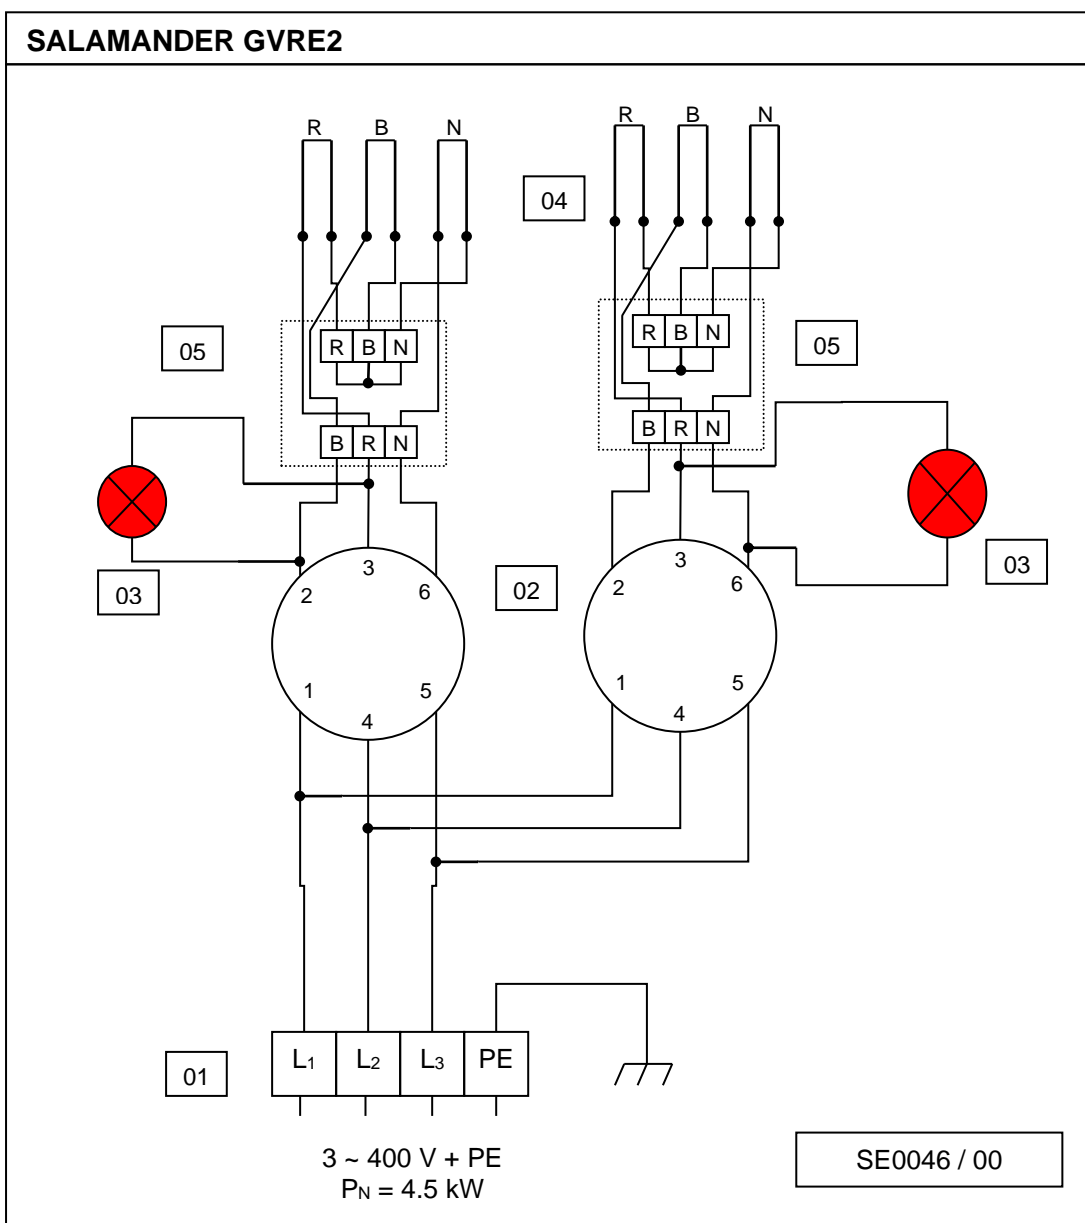 SALAMANDER GVRE2
R B N
R B N
04
05
R B N
R B N
05
B R N
B R N
03
2 3 6
02
2 3 6
03
1 4 5
1 4 5
01
L1 L2 L3 PE
3 ~ 400 V + PE
PN = 4.5 kW
SE0046 / 00